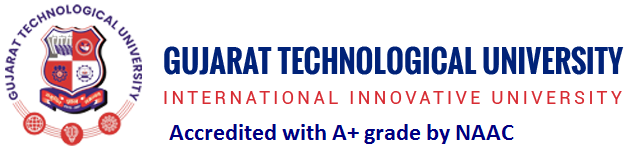 GUJARAT TECHNOLOGICAL UNIVERSITY
GUJARAT TECHNOLOGICAL UNIVERSITY
INTERNATIONAL INNOVATIVE UNIVERSITY
Accredited with A+ grade by NAAC